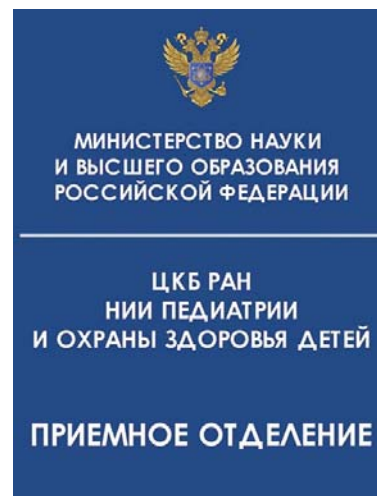 МИНИСТЕРСТВО НАУКИ
И ВЫСШЕГО ОБРАЗОВАНИЯ
РОССИЙСКОЙ ФЕДЕРАЦИИ
ЦКБ РАН
НИИ ПЕДИАТРИИ
И ОХРАНЫ ЗДОРОВЬЯ ДЕТЕЙ
ПРИЕМНОЕ ОТДЕЛЕНИЕ